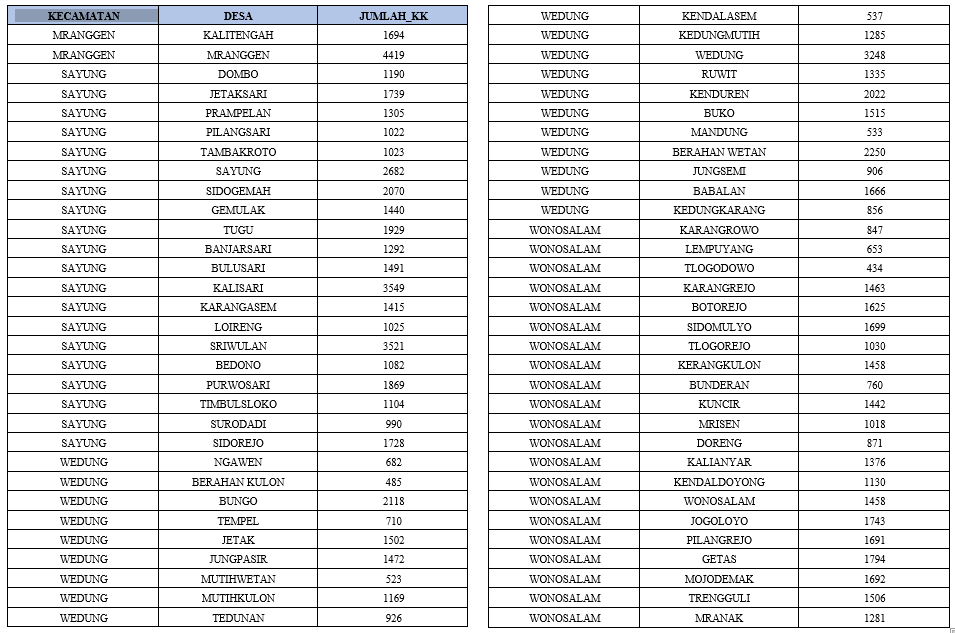 KECAMATAN DESA JUMLAH_KK
MRANGGEN KALITENGAH 1694
MRANGGEN MRANGGEN 4419
SAYUNG DOMBO 1190
SAYUNG JETAKSARI 1739
SAYUNG PRAMPELAN 1305
SAYUNG PILANGSARI 1022
SAYUNG TAMBAKROTO 1023
SAYUNG SAYUNG 2682
SAYUNG SIDOGEMAH 2070
SAYUNG GEMULAK 1440
SAYUNG TUGU 1929
SAYUNG BANJARSARI 1292
SAYUNG BULUSARI 1491
SAYUNG KALISARI 3549
SAYUNG KARANGASEM 1415
SAYUNG LOIRENG 1025
SAYUNG SRIWULAN 3521
SAYUNG BEDONO 1082
SAYUNG PURWOSARI 1869
SAYUNG TIMBULSLOKO 1104
SAYUNG SURODADI 990
SAYUNG SIDOREJO 1728
WEDUNG NGAWEN 682
WEDUNG BERAHAN KULON 485
WEDUNG BUNGO 2118
WEDUNG TEMPEL 710
WEDUNG JETAK 1502
WEDUNG JUNGPASIR 1472
WEDUNG MUTIHWETAN 523
WEDUNG MUTIHKULON 1169
WEDUNG TEDUNAN 926
WEDUNG KENDALASEM 537
WEDUNG KEDUNGMUTIH 1285
WEDUNG WEDUNG 3248
WEDUNG RUWIT 1335
WEDUNG KENDUREN 2022
WEDUNG BUKO 1515
WEDUNG MANDUNG 533
WEDUNG BERAHAN WETAN 2250
WEDUNG JUNGSEMI 906
WEDUNG BABALAN 1666
WEDUNG KEDUNGKARANG 856
WONOSALAM KARANGROWO 847
WONOSALAM LEMPUYANG 653
WONOSALAM TLOGODOWO 434
WONOSALAM KARANGREJO 1463
WONOSALAM BOTOREJO 1625
WONOSALAM SIDOMULYO 1699
WONOSALAM TLOGOREJO 1030
WONOSALAM KERANGKULON 1458
WONOSALAM BUNDERAN 760
WONOSALAM KUNCIR 1442
WONOSALAM MRISEN 1018
WONOSALAM DORENG 871
WONOSALAM KALIANYAR 1376
WONOSALAM KENDALDOYONG 1130
WONOSALAM WONOSALAM 1458
WONOSALAM JOGOLOYO 1743
WONOSALAM PILANGREJO 1691
WONOSALAM GETAS 1794
WONOSALAM MOJODEMAK 1692
WONOSALAM TRENGGULI 1506
WONOSALAM MRANAK 1281